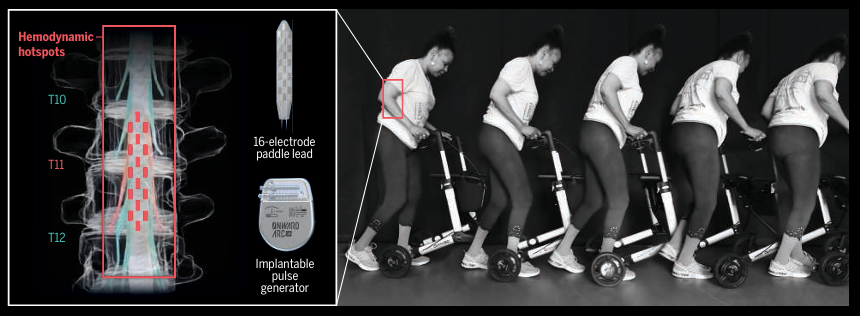 Hemodynamic
hotspots
T10
T11
T12
16-electrode
paddle lead
ONWARD
ARC
Implantable
pulse
generator